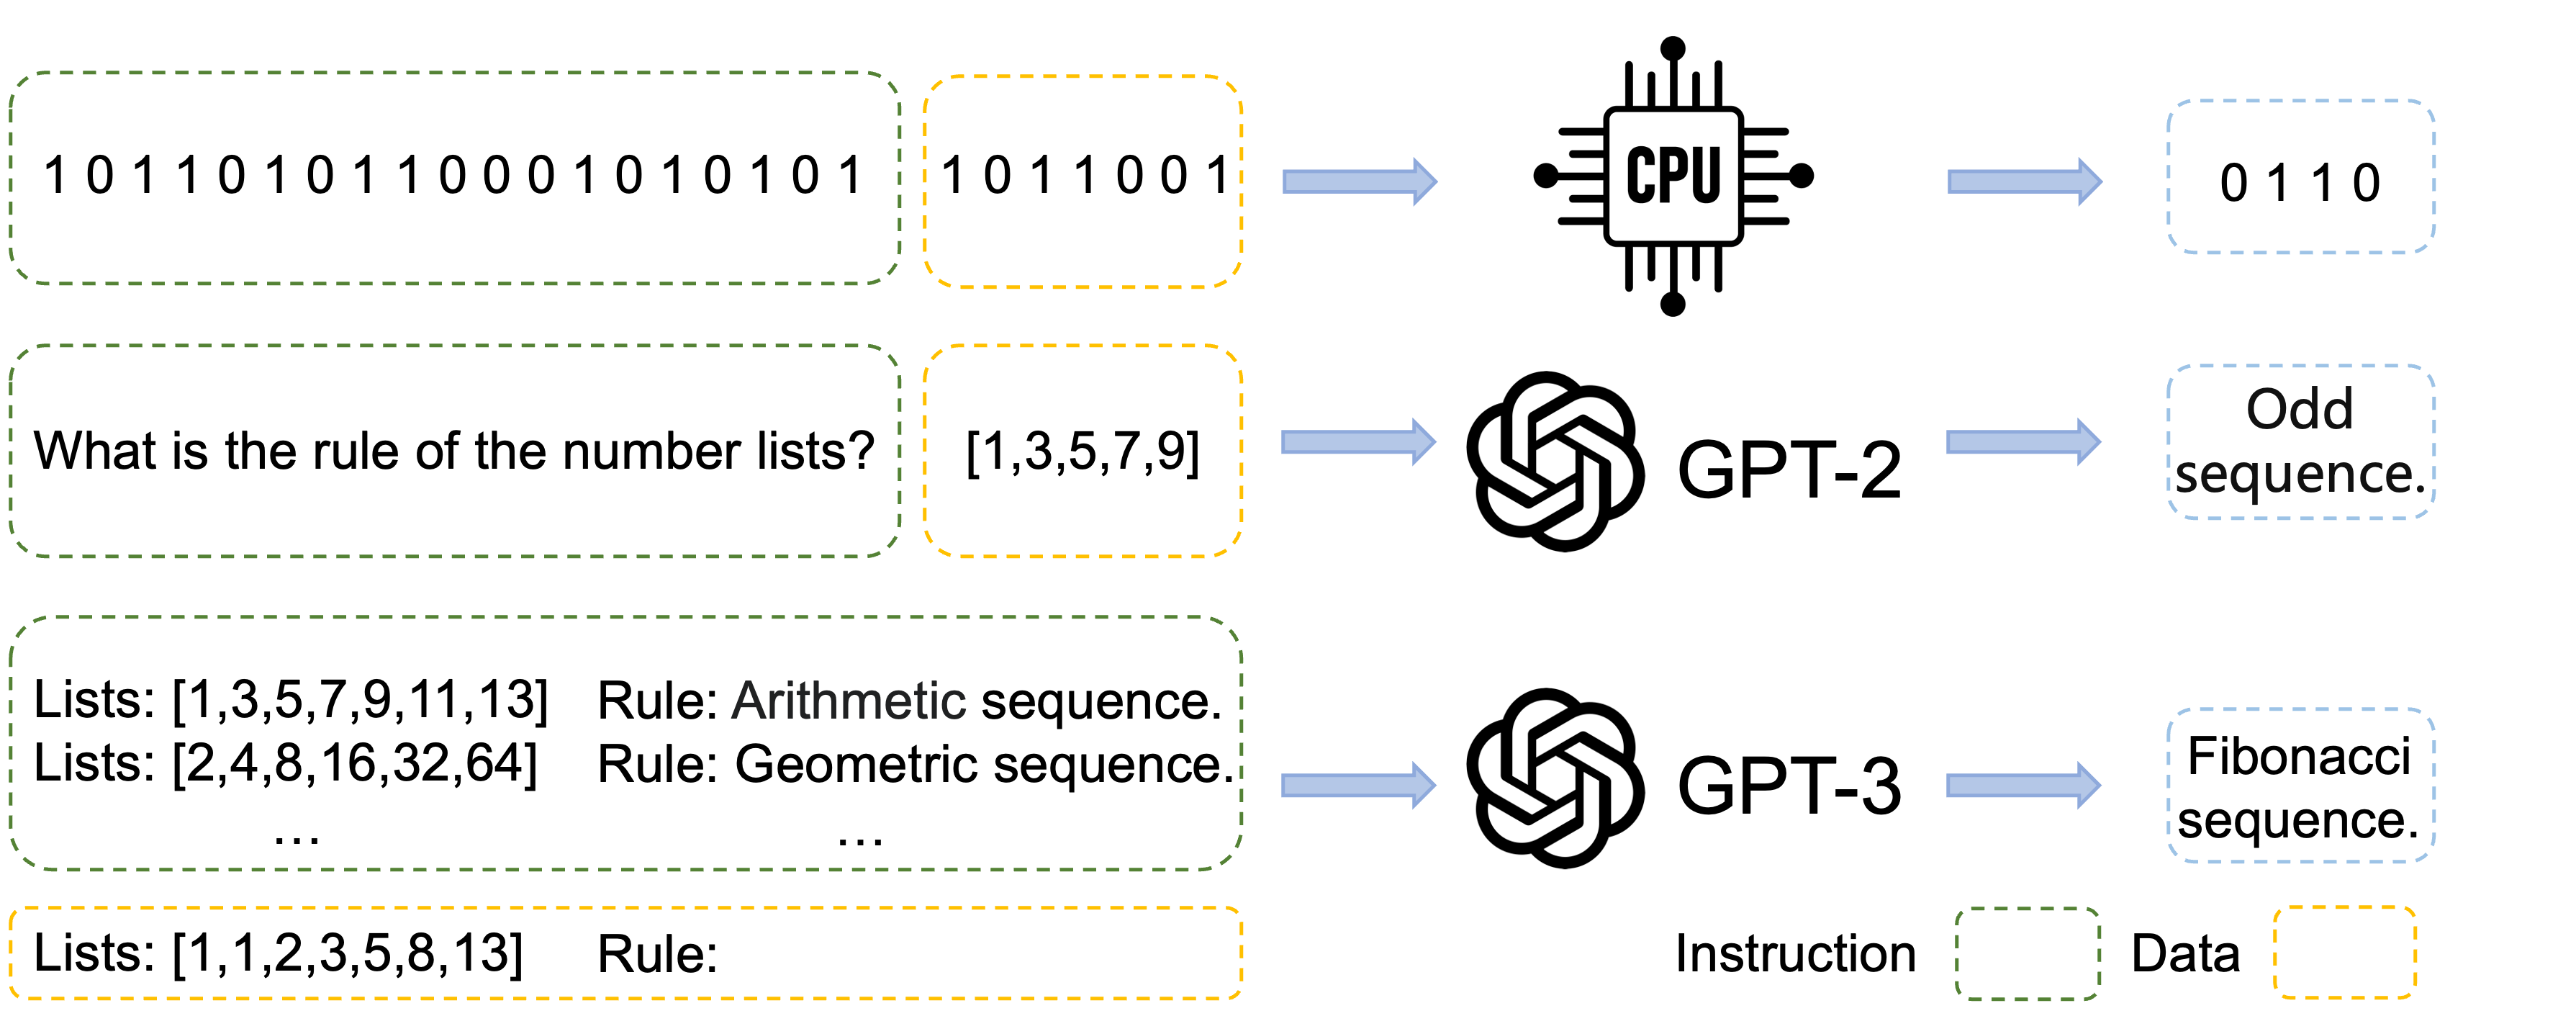 1 0 1 1 0 1 0 1 1 0 0 0 1 0 1 0 1 0 1
1 0 1 1 0 0 1
CPU
0 1 1 0
What is the rule of the number lists?
[1,3,5,7,9]
GPT-2
Odd
sequence.
Lists: [1,3,5,7,9,11,13] Rule: Arithmetic sequence.
Lists: [2,4,8,16,32,64] Rule: Geometric sequence.
... ...
GPT-3
Fibonacci
sequence.
Lists: [1,1,2,3,5,8,13] Rule:
Instruction
Data